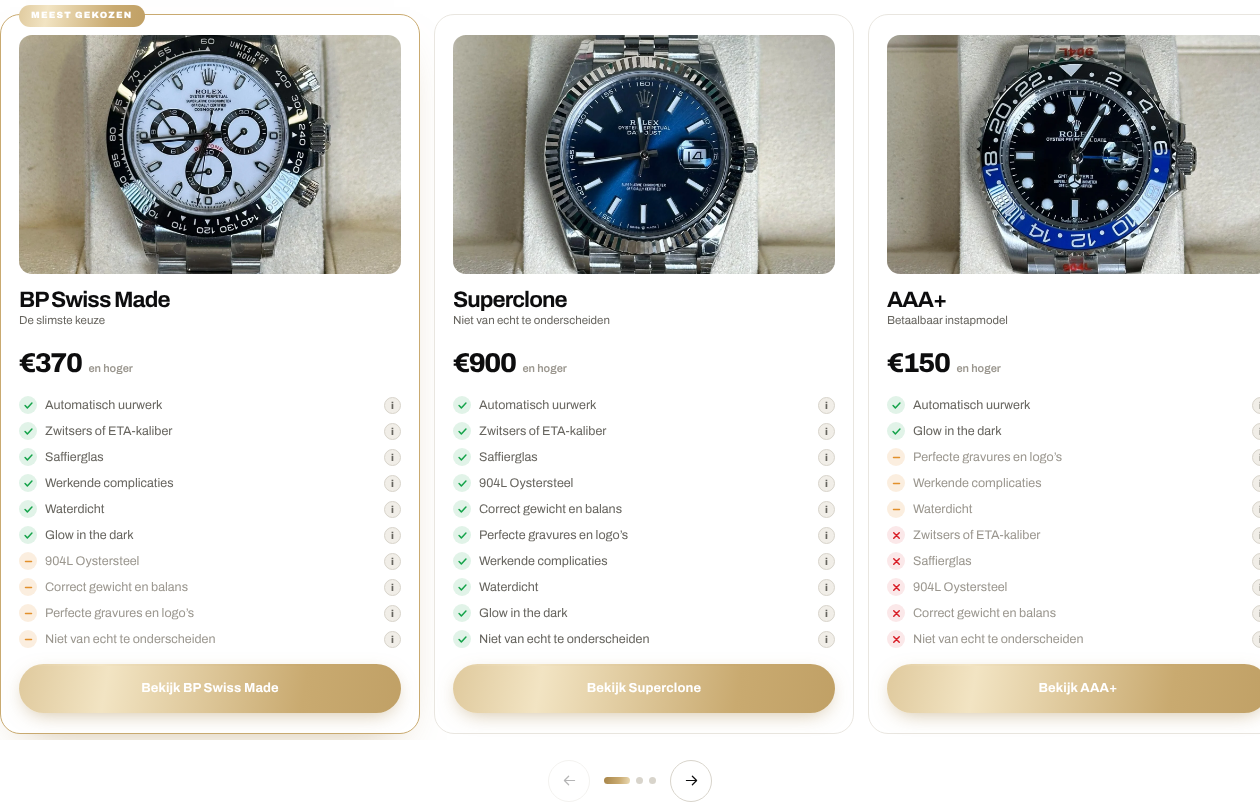 MEEST GEKOZEN
BP Swiss Made
De slimste keuze
€370 en hoger
Automatisch uurwerk
Zwitsers of ETA-kaliber
Saffierglas
Werkende complicaties
Waterdicht
Glow in the dark
904L Oystersteel
Correct gewicht en balans
Perfecte gravures en logo's
Niet van echt te onderscheiden
Bekijk BP Swiss Made
Superclone
Niet van echt te onderscheiden
€900 en hoger
Automatisch uurwerk
Zwitsers of ETA-kaliber
Saffierglas
904L Oystersteel
Correct gewicht en balans
Perfecte gravures en logo's
Werkende complicaties
Waterdicht
Glow in the dark
Niet van echt te onderscheiden
Bekijk Superclone
AAA+
Betaalbaar instapmodel
€150 en hoger
Automatisch uurwerk
Glow in the dark
Perfecte gravures en logo's
Werkende complicaties
Waterdicht
Zwitsers of ETA-kaliber
Saffierglas
904L Oystersteel
Correct gewicht en balans
Niet van echt te onderscheiden
Bekijk AAA+